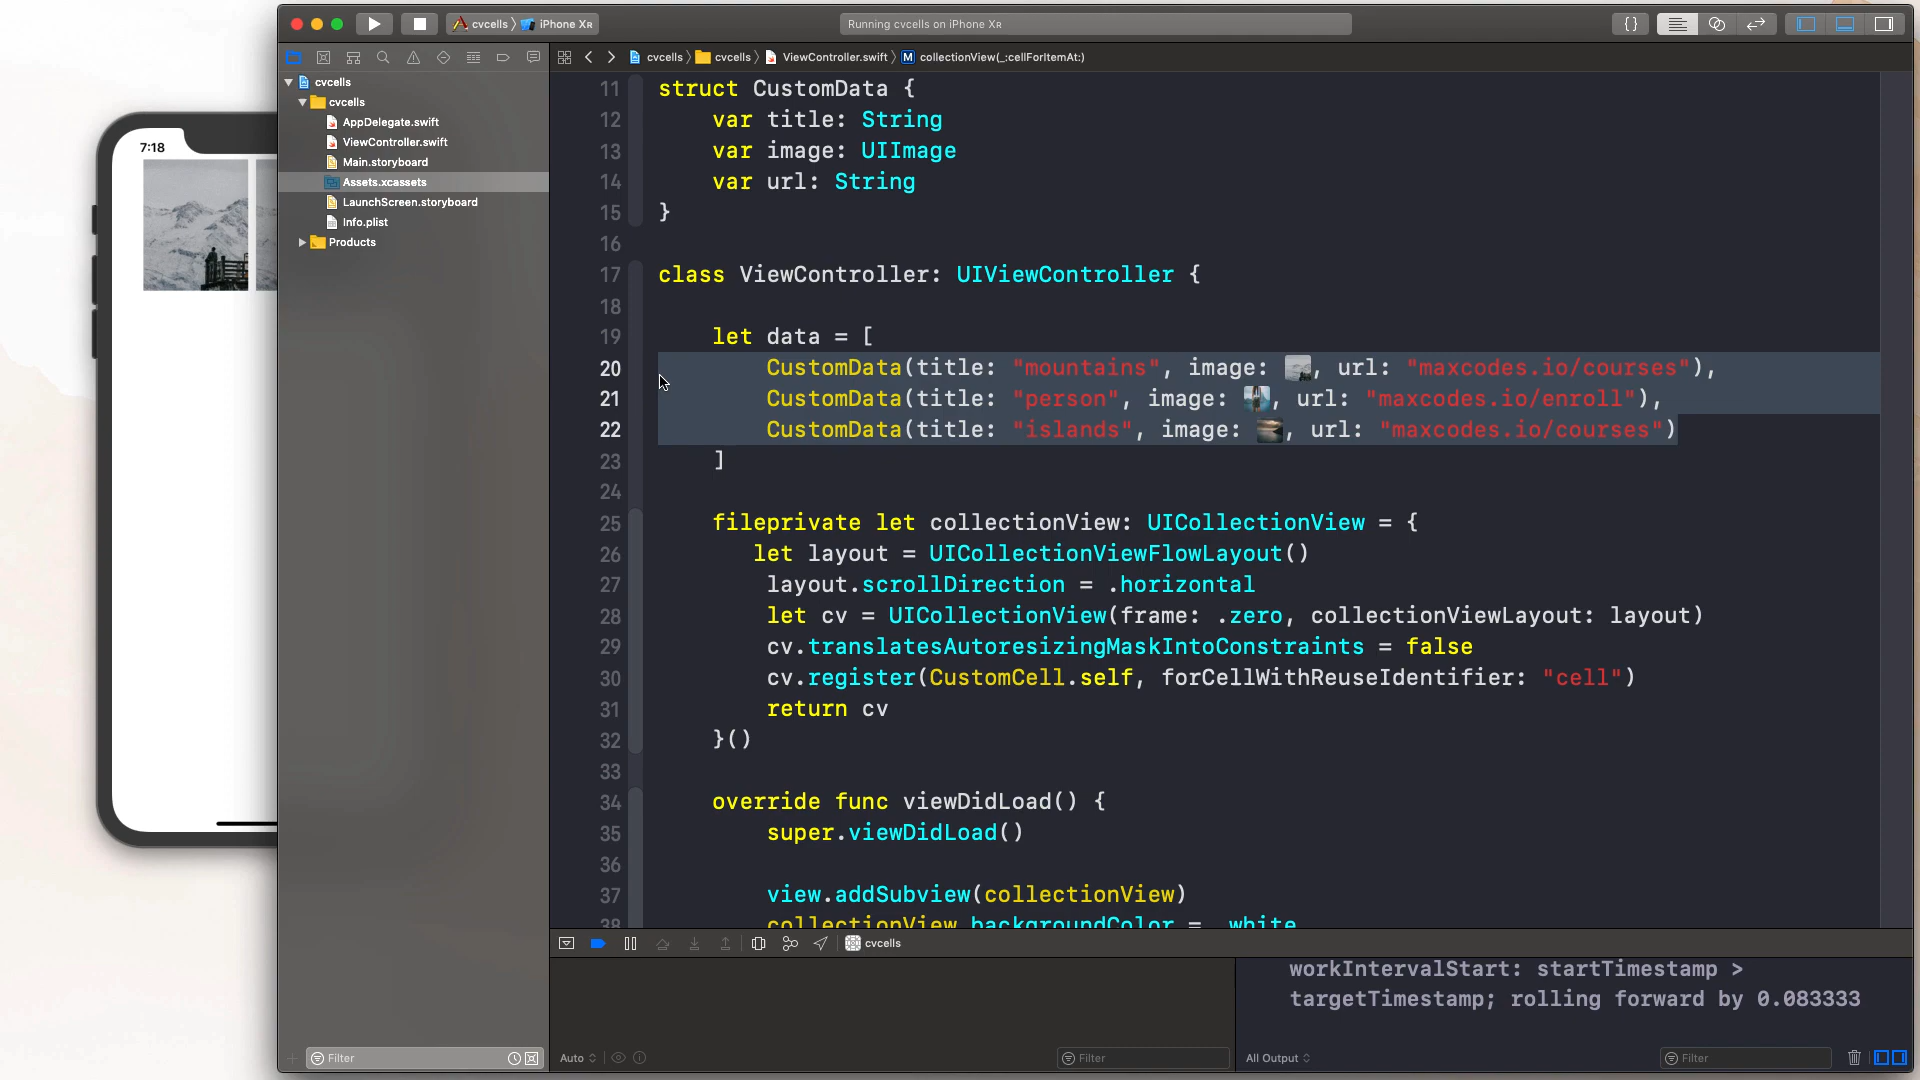 cvcells iPhone XR
Running cvcells on iPhone XR
{ }
cvcells cvcells ViewController.swift M collectionView(_:cellForItemAt:)
7:18
cvcells
cvcells
AppDelegate.swift
ViewController.swift
Main.storyboard
Assets.xcassets
LaunchScreen.storyboard
Info.plist
Products
11 struct CustomData {
12 var title: String
13 var image: UIImage
14 var url: String
15 }
16
17 class ViewController: UIViewController {
18
19 let data = [
20 CustomData(title: "mountains", image: , url: "maxcodes.io/courses"),
21 CustomData(title: "person", image: , url: "maxcodes.io/enroll"),
22 CustomData(title: "islands", image: , url: "maxcodes.io/courses")
23 ]
24
25 fileprivate let collectionView: UICollectionView = {
26 let layout = UICollectionViewFlowLayout()
27 layout.scrollDirection = .horizontal
28 let cv = UICollectionView(frame: .zero, collectionViewLayout: layout)
29 cv.translatesAutoresizingMaskIntoConstraints = false
30 cv.register(CustomCell.self, forCellWithReuseIdentifier: "cell")
31 return cv
32 }()
33
34 override func viewDidLoad() {
35 super.viewDidLoad()
36
37 view.addSubview(collectionView)
38 collectionView.backgroundColor = .white
cvcells
workIntervalStart: startTimestamp >
targetTimestamp; rolling forward by 0.083333
Filter
Auto
Filter
All Output
Filter